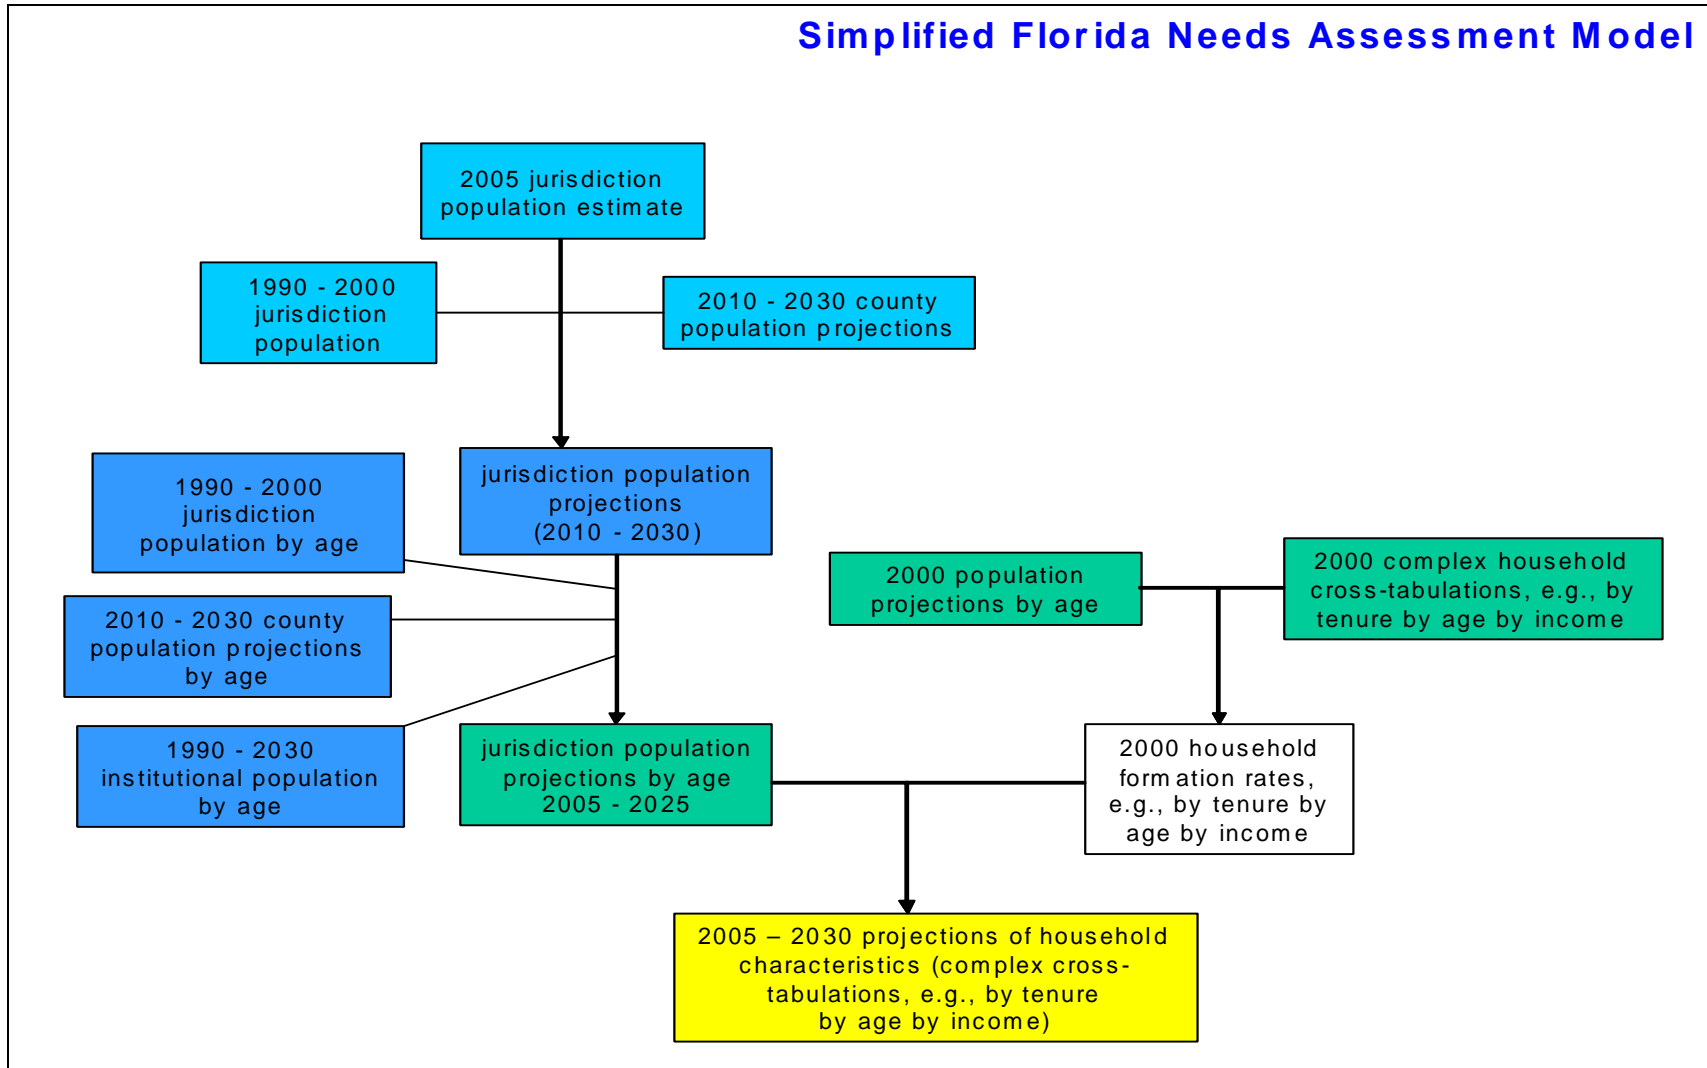 Simplified Florida Needs Assessment Model
2005 jurisdiction
population estimate
1990 - 2000
jurisdiction
population
2010 - 2030 county
population projections
1990 - 2000
jurisdiction
population by age
jurisdiction population
projections
(2010 - 2030)
2010 - 2030 county
population projections
by age
2000 population
projections by age
2000 complex household
cross-tabulations, e.g., by
tenure by age by income
1990 - 2030
institutional population
by age
jurisdiction population
projections by age
2005 - 2025
2000 household
formation rates,
e.g., by tenure by
age by income
2005 – 2030 projections of household
characteristics (complex cross-
tabulations, e.g., by tenure
by age by income)